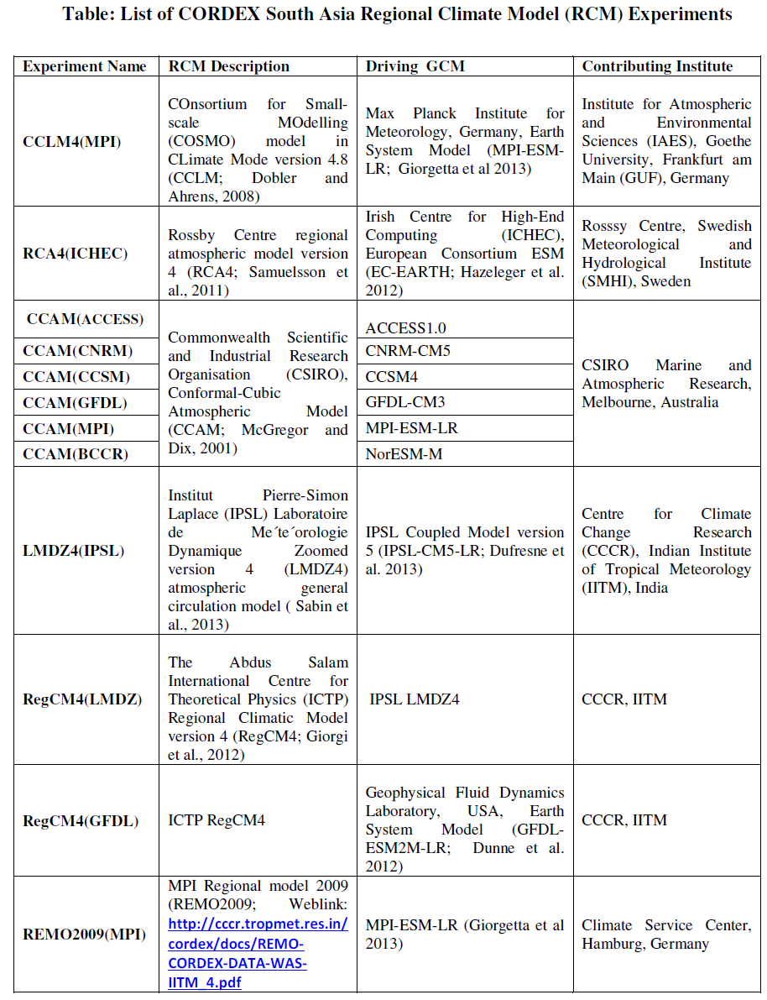 Table: List of CORDEX South Asia Regional Climate Model (RCM) Experiments
Experiment Name
RCM Description
Driving GCM
Contributing Institute
CCLM4(MPI)
COnsortium for Small-
scale MOdelling
(COSMO) model in
CLimate Mode version 4.8
(CCLM; Dobler and
Ahrens, 2008)
Max Planck Institute for
Meteorology, Germany, Earth
System Model (MPI-ESM-
LR; Giorgetta et al 2013)
Institute for Atmospheric
and Environmental
Sciences (IAES), Goethe
University, Frankfurt am
Main (GUF), Germany
RCA4(ICHEC)
Rossby Centre regional
atmospheric model version
4 (RCA4; Samuelsson et
al., 2011)
Irish Centre for High-End
Computing (ICHEC),
European Consortium ESM
(EC-EARTH; Hazeleger et al.
2012)
Rosssy Centre, Swedish
Meteorological and
Hydrological Institute
(SMHI), Sweden
CCAM(ACCESS)
CCAM(CNRM)
CCAM(CCSM)
CCAM(GFDL)
CCAM(MPI)
CCAM(BCCR)
Commonwealth Scientific
and Industrial Research
Organisation (CSIRO),
Conformal-Cubic
Atmospheric Model
(CCAM; McGregor and
Dix, 2001)
ACCESS1.0
CNRM-CM5
CCSM4
GFDL-CM3
MPI-ESM-LR
NorESM-M
CSIRO Marine and
Atmospheric Research,
Melbourne, Australia
LMDZ4(IPSL)
Institut Pierre-Simon
Laplace (IPSL) Laboratoire
de Me´te´orologie
Dynamique Zoomed
version 4 (LMDZ4)
atmospheric general
circulation model ( Sabin et
al., 2013)
IPSL Coupled Model version
5 (IPSL-CM5-LR; Dufresne et
al. 2013)
Centre for Climate
Change Research
(CCCR), Indian Institute
of Tropical Meteorology
(IITM), India
RegCM4(LMDZ)
The Abdus Salam
International Centre for
Theoretical Physics (ICTP)
Regional Climatic Model
version 4 (RegCM4; Giorgi
et al., 2012)
IPSL LMDZ4
CCCR, IITM
RegCM4(GFDL)
ICTP RegCM4
Geophysical Fluid Dynamics
Laboratory, USA, Earth
System Model (GFDL-
ESM2M-LR; Dunne et al.
2012)
CCCR, IITM
REMO2009(MPI)
MPI Regional model 2009
(REMO2009; Weblink:
http://cccr.tropmet.res.in/
cordex/docs/REMO-
CORDEX-DATA-WAS-
IITM_4.pdf
MPI-ESM-LR (Giorgetta et al
2013)
Climate Service Center,
Hamburg, Germany